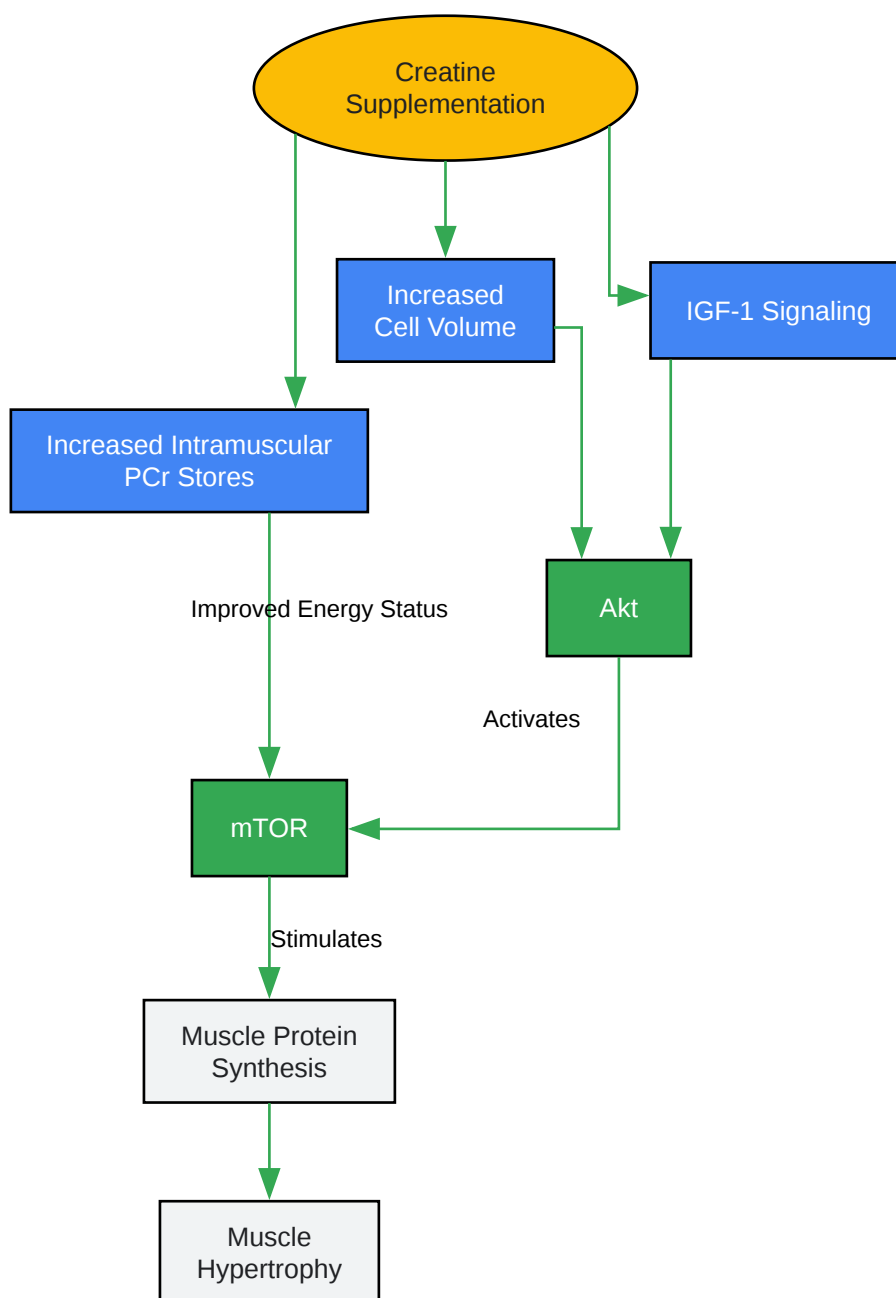 Creatine
Supplementation
Increased
Cell Volume
IGF-1 Signaling
Increased Intramuscular
PCr Stores
Improved Energy Status
Akt
Activates
mTOR
Stimulates
Muscle Protein
Synthesis
Muscle
Hypertrophy